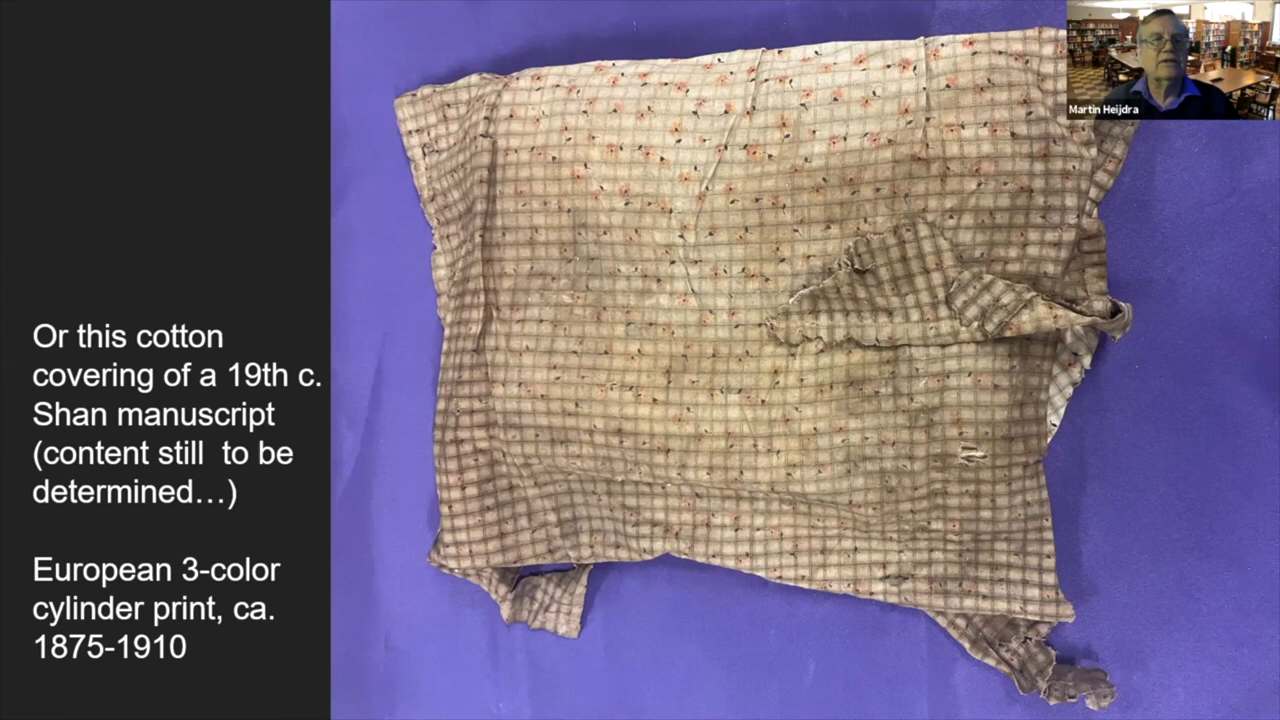 Or this cotton
covering of a 19th c.
Shan manuscript
(content still  to be
determined…)
European 3-color
cylinder print, ca.
1875-1910
Martin Heijdra